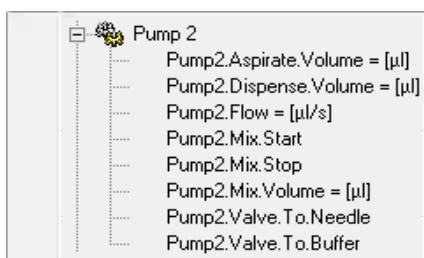 Pump 2
Pump2.Aspirate.Volume = [µl]
Pump2.Dispense.Volume = [µl]
Pump2.Flow = [µl/s]
Pump2.Mix.Start
Pump2.Mix.Stop
Pump2.Mix.Volume = [µl]
Pump2.Valve.To.Needle
Pump2.Valve.To.Buffer